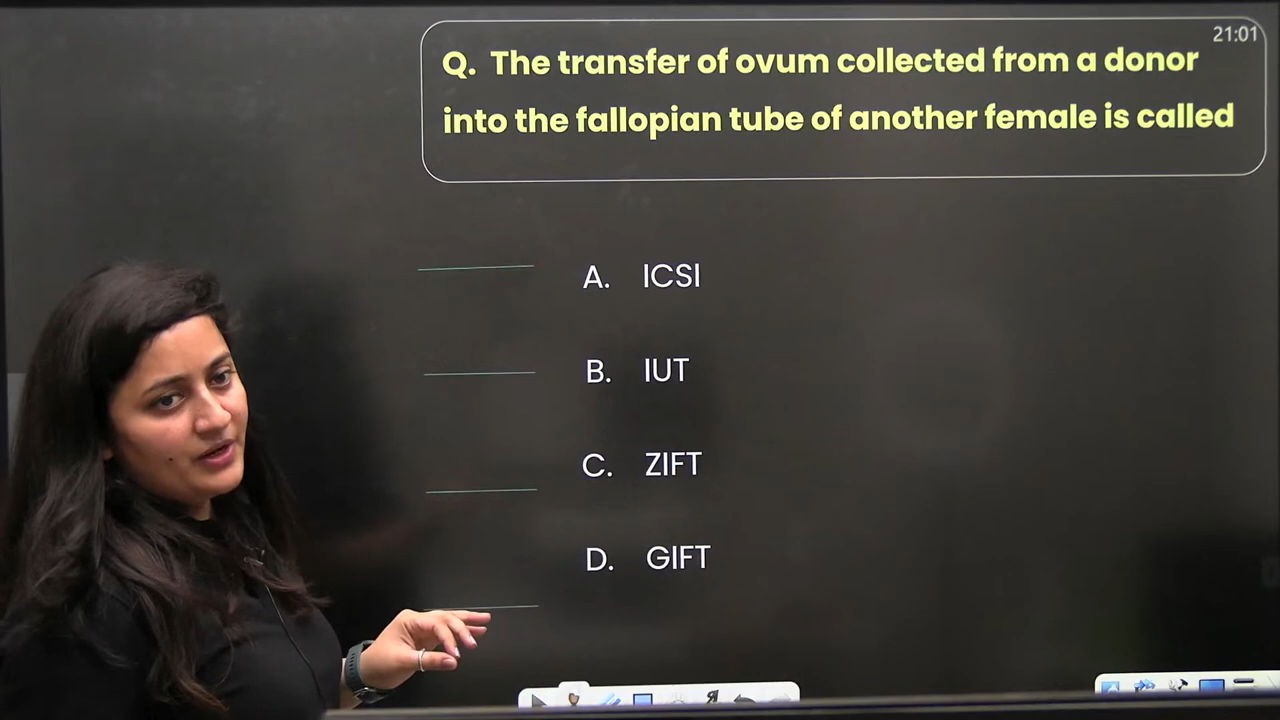 21:01
Q. The transfer of ovum collected from a donor
into the fallopian tube of another female is called
A. ICSI
B. IUT
C. ZIFT
D. GIFT